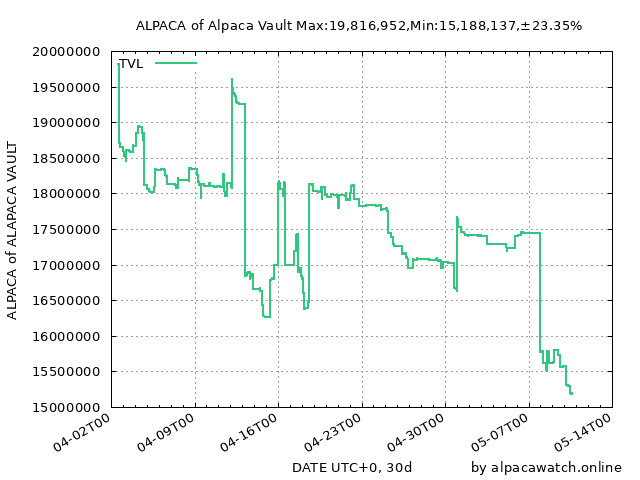 ALPACA of Alpaca Vault Max:19,816,952,Min:15,188,137,±23.35%
20000000
TVL
19500000
19000000
18500000
18000000
17500000
17000000
16500000
16000000
15500000
15000000
ALPACA of ALAPACA VAULT
04-02T00
04-09T00
04-16T00
04-23T00
04-30T00
05-07T00
05-14T00
DATE UTC+0, 30d
by alpacawatch.online